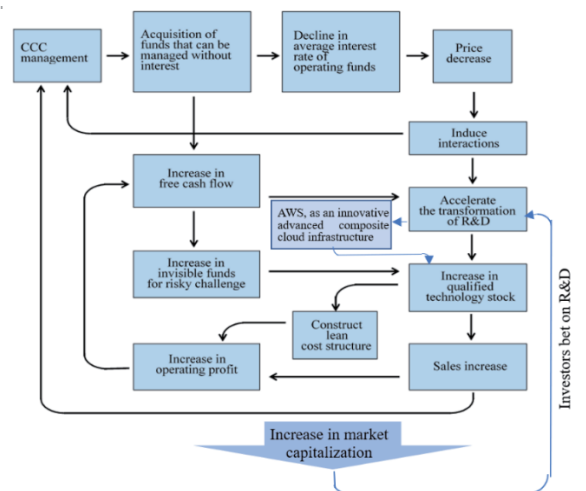 CCC
management
Acquisition of
funds that can be
managed without
interest
Decline in
average interest
rate of
operating funds
Price
decrease
Induce
interactions
Increase in
free cash flow
AWS, as an innovative
advanced composite
cloud infrastructure
Accelerate
the transformation
of R&D
Increase in
invisible funds
for risky challenge
Increase in
qualified
technology stock
Construct
lean
cost structure
Increase in
operating profit
Sales increase
Investors bet on R&D
Increase in market
capitalization